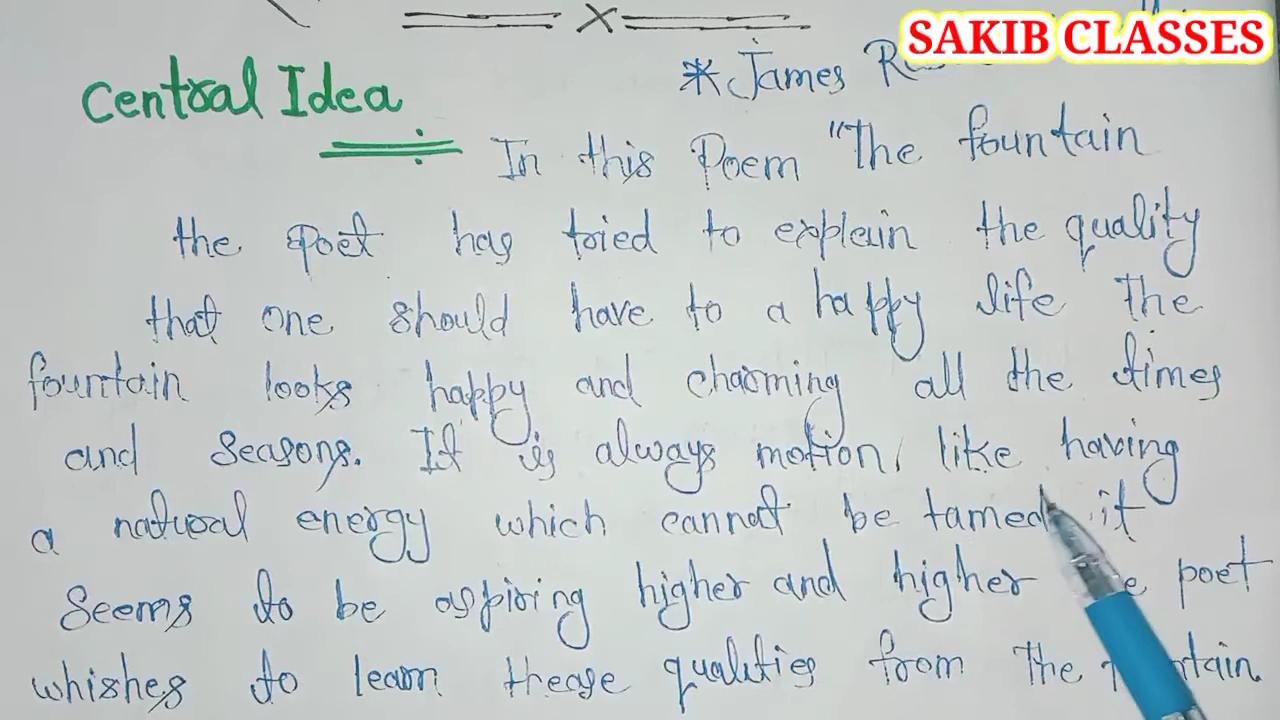 SAKIB CLASSES
* James
Central Idea
In this Poem "The fountain
the Poet has tried to explain the quality
that one should have to a happy life The
fountain looks happy and charming all the times
and seasons. It is always motion, like having
a natural energy which cannot be tamed it
Seems to be aspiring higher and higher poet
whishes to learn thease qualities from The